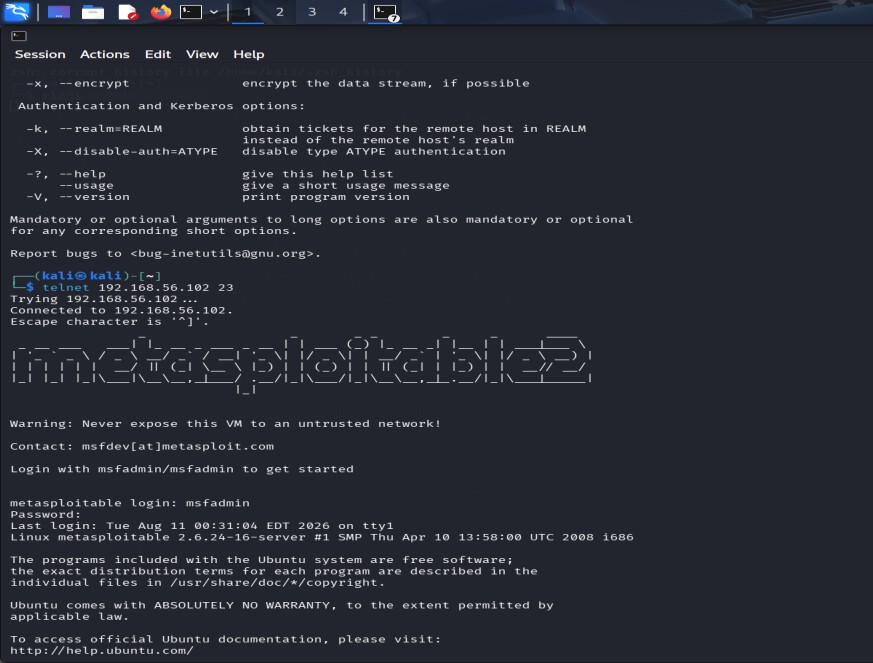 1 2 3 4
7
Session Actions Edit View Help
-x, --encrypt encrypt the data stream, if possible
Authentication and Kerberos options:
-k, --realm=REALM obtain tickets for the remote host in REALM
instead of the remote host's realm
-X, --disable-auth=ATYPE disable type ATYPE authentication
-?, --help give this help list
--usage give a short usage message
-V, --version print program version
Mandatory or optional arguments to long options are also mandatory or optional
for any corresponding short options.
Report bugs to <bug-inetutils@gnu.org>.
┌──(kali㉿kali)-[~]
└─$ telnet 192.168.56.102 23
Trying 192.168.56.102...
Connected to 192.168.56.102.
Escape character is '^]'.
metasploitable2
Warning: Never expose this VM to an untrusted network!
Contact: msfdev[at]metasploit.com
Login with msfadmin/msfadmin to get started
metasploitable login: msfadmin
Password:
Last login: Tue Aug 11 00:31:04 EDT 2026 on tty1
Linux metasploitable 2.6.24-16-server #1 SMP Thu Apr 10 13:58:00 UTC 2008 i686
The programs included with the Ubuntu system are free software;
the exact distribution terms for each program are described in the
individual files in /usr/share/doc/*/copyright.
Ubuntu comes with ABSOLUTELY NO WARRANTY, to the extent permitted by
applicable law.
To access official Ubuntu documentation, please visit:
http://help.ubuntu.com/